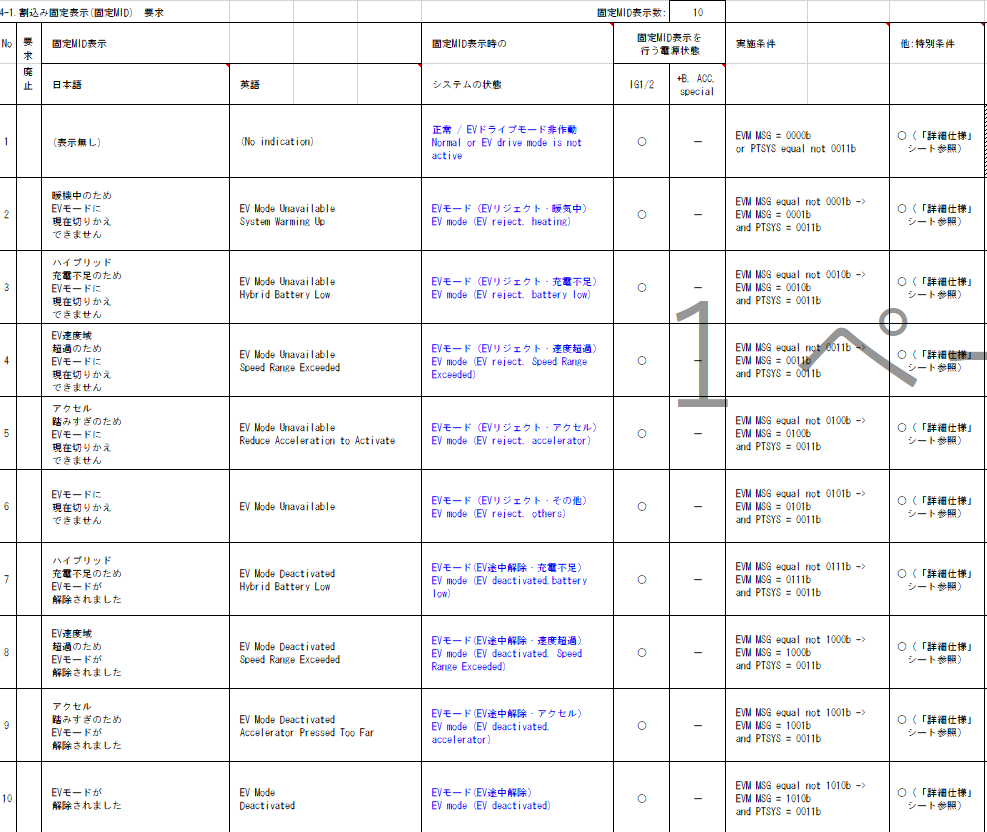 4-1.割込み固定表示(固定MID) 要求 固定MID表示数: 10
No 要求 廃止 固定MID表示 固定MID表示時の 固定MID表示を行う電源状態 実施条件 他:特別条件
日本語 英語 システムの状態 IG1/2 +B, ACC, special
1
(表示無し)
(No indication)
正常 / EVドライブモード非作動
Normal or EV drive mode is not
active
○ —
EVM MSG = 0000b
or PTSYS equal not 0011b
○（「詳細仕様」
シート参照）
2
暖機中のため
EVモードに
現在切りかえ
できません
EV Mode Unavailable
System Warming Up
EVモード（EVリジェクト・暖気中）
EV mode (EV reject, heating)
○ —
EVM MSG equal not 0001b ->
EVM MSG = 0001b
and PTSYS = 0011b
○（「詳細仕様」
シート参照）
3
ハイブリッド
充電不足のため
EVモードに
現在切りかえ
できません
EV Mode Unavailable
Hybrid Battery Low
EVモード（EVリジェクト・充電不足）
EV mode (EV reject, battery low)
○ —
EVM MSG equal not 0010b ->
EVM MSG = 0010b
and PTSYS = 0011b
○（「詳細仕様」
シート参照）
4
EV速度域
超過のため
EVモードに
現在切りかえ
できません
EV Mode Unavailable
Speed Range Exceeded
EVモード（EVリジェクト・速度超過）
EV mode (EV reject, Speed Range
Exceeded)
○ —
EVM MSG equal not 0011b ->
EVM MSG = 0011b
and PTSYS = 0011b
○（「詳細仕様」
シート参照）
1 ペー
5
アクセル
踏みすぎのため
EVモードに
現在切りかえ
できません
EV Mode Unavailable
Reduce Acceleration to Activate
EVモード（EVリジェクト・アクセル）
EV mode (EV reject, accelerator)
○ —
EVM MSG equal not 0100b ->
EVM MSG = 0100b
and PTSYS = 0011b
○（「詳細仕様」
シート参照）
6
EVモードに
現在切りかえ
できません
EV Mode Unavailable
EVモード（EVリジェクト・その他）
EV mode (EV reject, others)
○ —
EVM MSG equal not 0101b ->
EVM MSG = 0101b
and PTSYS = 0011b
○（「詳細仕様」
シート参照）
7
ハイブリッド
充電不足のため
EVモードが
解除されました
EV Mode Deactivated
Hybrid Battery Low
EVモード(EV途中解除・充電不足)
EV mode (EV deactivated,battery
low)
○ —
EVM MSG equal not 0111b ->
EVM MSG = 0111b
and PTSYS = 0011b
○（「詳細仕様」
シート参照）
8
EV速度域
超過のため
EVモードが
解除されました
EV Mode Deactivated
Speed Range Exceeded
EVモード(EV途中解除・速度超過)
EV mode (EV deactivated, Speed
Range Exceeded)
○ —
EVM MSG equal not 1000b ->
EVM MSG = 1000b
and PTSYS = 0011b
○（「詳細仕様」
シート参照）
9
アクセル
踏みすぎのため
EVモードが
解除されました
EV Mode Deactivated
Accelerator Pressed Too Far
EVモード(EV途中解除・アクセル)
EV mode (EV deactivated,
accelerator)
○ —
EVM MSG equal not 1001b ->
EVM MSG = 1001b
and PTSYS = 0011b
○（「詳細仕様」
シート参照）
10
EVモードが
解除されました
EV Mode
Deactivated
EVモード(EV途中解除)
EV mode (EV deactivated)
○ —
EVM MSG equal not 1010b ->
EVM MSG = 1010b
and PTSYS = 0011b
○（「詳細仕様」
シート参照）